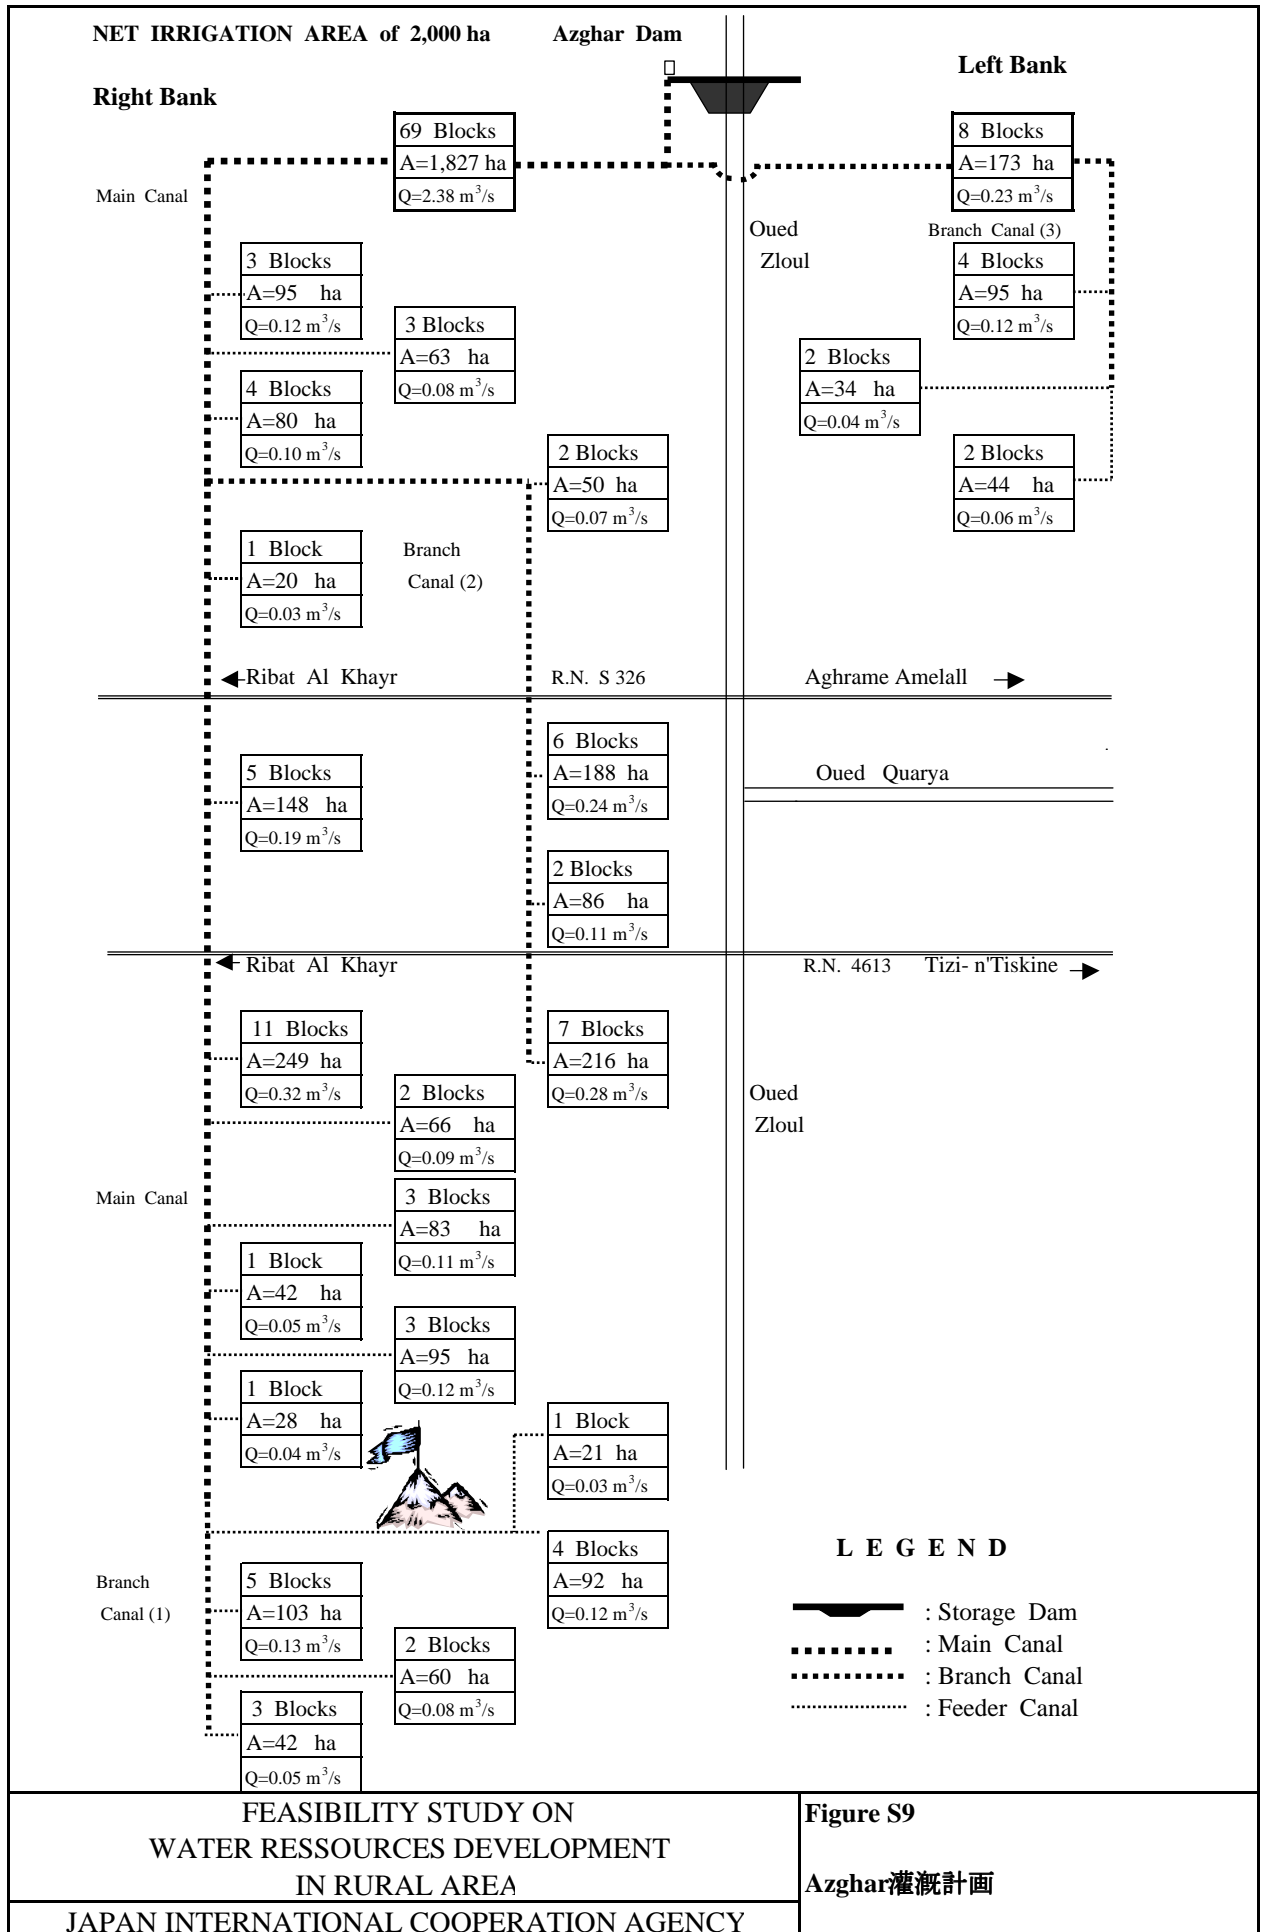 NET IRRIGATION AREA of 2,000 ha
Azghar Dam
Left Bank
Right Bank
69 Blocks
A=1,827 ha
Q=2.38 m³/s
8 Blocks
A=173 ha
Q=0.23 m³/s
Main Canal
Oued
Zloul
Branch Canal (3)
3 Blocks
A=95 ha
Q=0.12 m³/s
4 Blocks
A=95 ha
Q=0.12 m³/s
3 Blocks
A=63 ha
Q=0.08 m³/s
2 Blocks
A=34 ha
Q=0.04 m³/s
4 Blocks
A=80 ha
Q=0.10 m³/s
2 Blocks
A=50 ha
Q=0.07 m³/s
2 Blocks
A=44 ha
Q=0.06 m³/s
1 Block
A=20 ha
Q=0.03 m³/s
Branch
Canal (2)
Ribat Al Khayr
R.N. S 326
Aghrame Amelall
6 Blocks
A=188 ha
Q=0.24 m³/s
5 Blocks
A=148 ha
Q=0.19 m³/s
Oued Quarya
2 Blocks
A=86 ha
Q=0.11 m³/s
Ribat Al Khayr
R.N. 4613
Tizi- n'Tiskine
11 Blocks
A=249 ha
Q=0.32 m³/s
7 Blocks
A=216 ha
Q=0.28 m³/s
2 Blocks
A=66 ha
Q=0.09 m³/s
Oued
Zloul
Main Canal
3 Blocks
A=83 ha
Q=0.11 m³/s
1 Block
A=42 ha
Q=0.05 m³/s
3 Blocks
A=95 ha
Q=0.12 m³/s
1 Block
A=28 ha
Q=0.04 m³/s
1 Block
A=21 ha
Q=0.03 m³/s
4 Blocks
A=92 ha
Q=0.12 m³/s
Branch
Canal (1)
5 Blocks
A=103 ha
Q=0.13 m³/s
2 Blocks
A=60 ha
Q=0.08 m³/s
3 Blocks
A=42 ha
Q=0.05 m³/s
L E G E N D
: Storage Dam
: Main Canal
: Branch Canal
: Feeder Canal
FEASIBILITY STUDY ON
WATER RESSOURCES DEVELOPMENT
IN RURAL AREA
JAPAN INTERNATIONAL COOPERATION AGENCY
Figure S9
Azghar灌漑計画